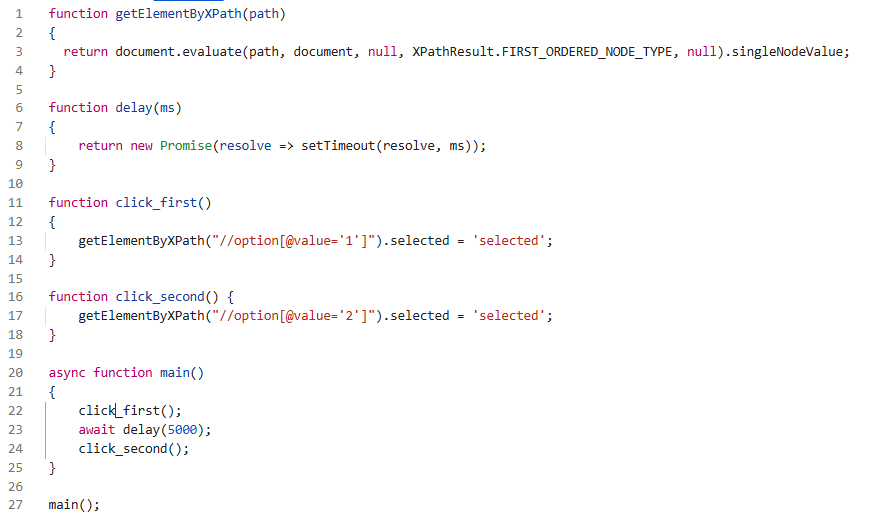 1 function getElementByXPath(path)
2 {
3   return document.evaluate(path, document, null, XPathResult.FIRST_ORDERED_NODE_TYPE, null).singleNodeValue;
4 }
5
6 function delay(ms)
7 {
8     return new Promise(resolve => setTimeout(resolve, ms));
9 }
10
11 function click_first()
12 {
13     getElementByXPath("//option[@value='1']").selected = 'selected';
14 }
15
16 function click_second() {
17     getElementByXPath("//option[@value='2']").selected = 'selected';
18 }
19
20 async function main()
21 {
22     click_first();
23     await delay(5000);
24     click_second();
25 }
26
27 main();